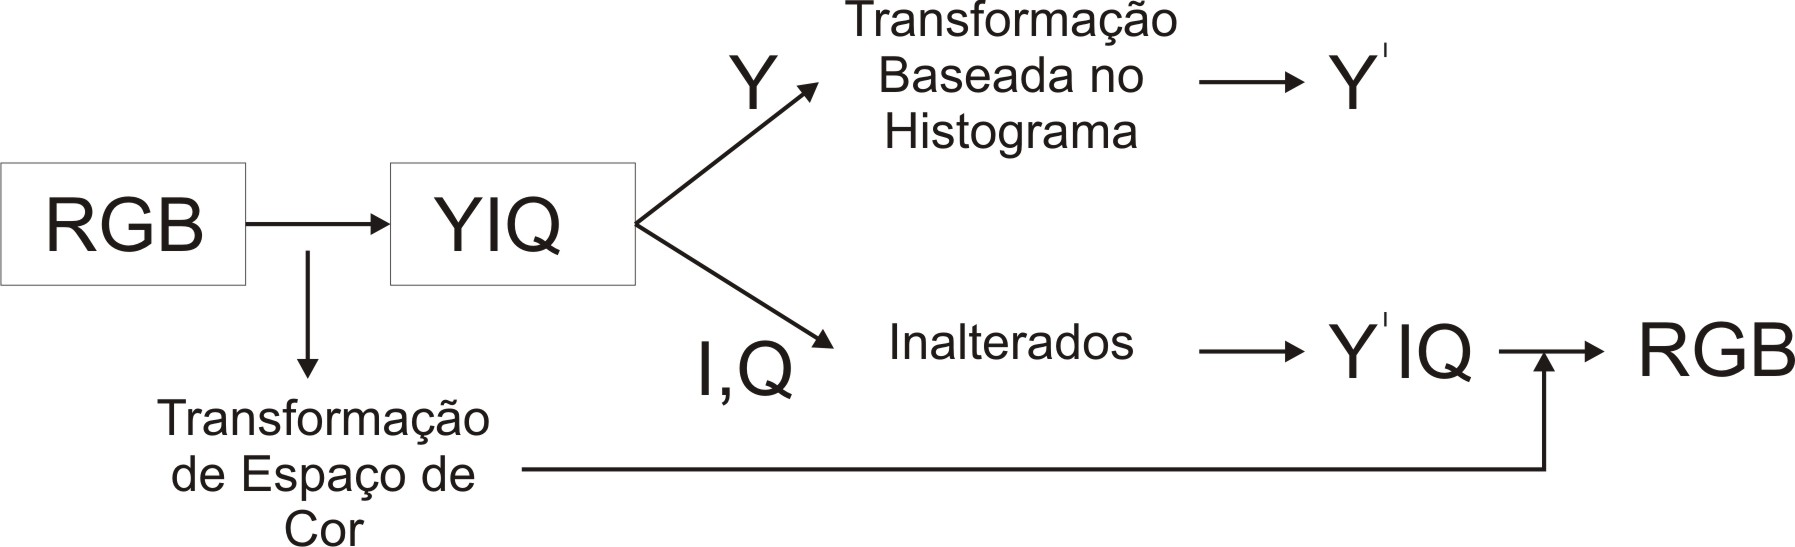 Transformação
Baseada no
Histograma
Y
Y'
RGB
YIQ
I,Q
Inalterados
Y'IQ
RGB
Transformação
de Espaço de
Cor